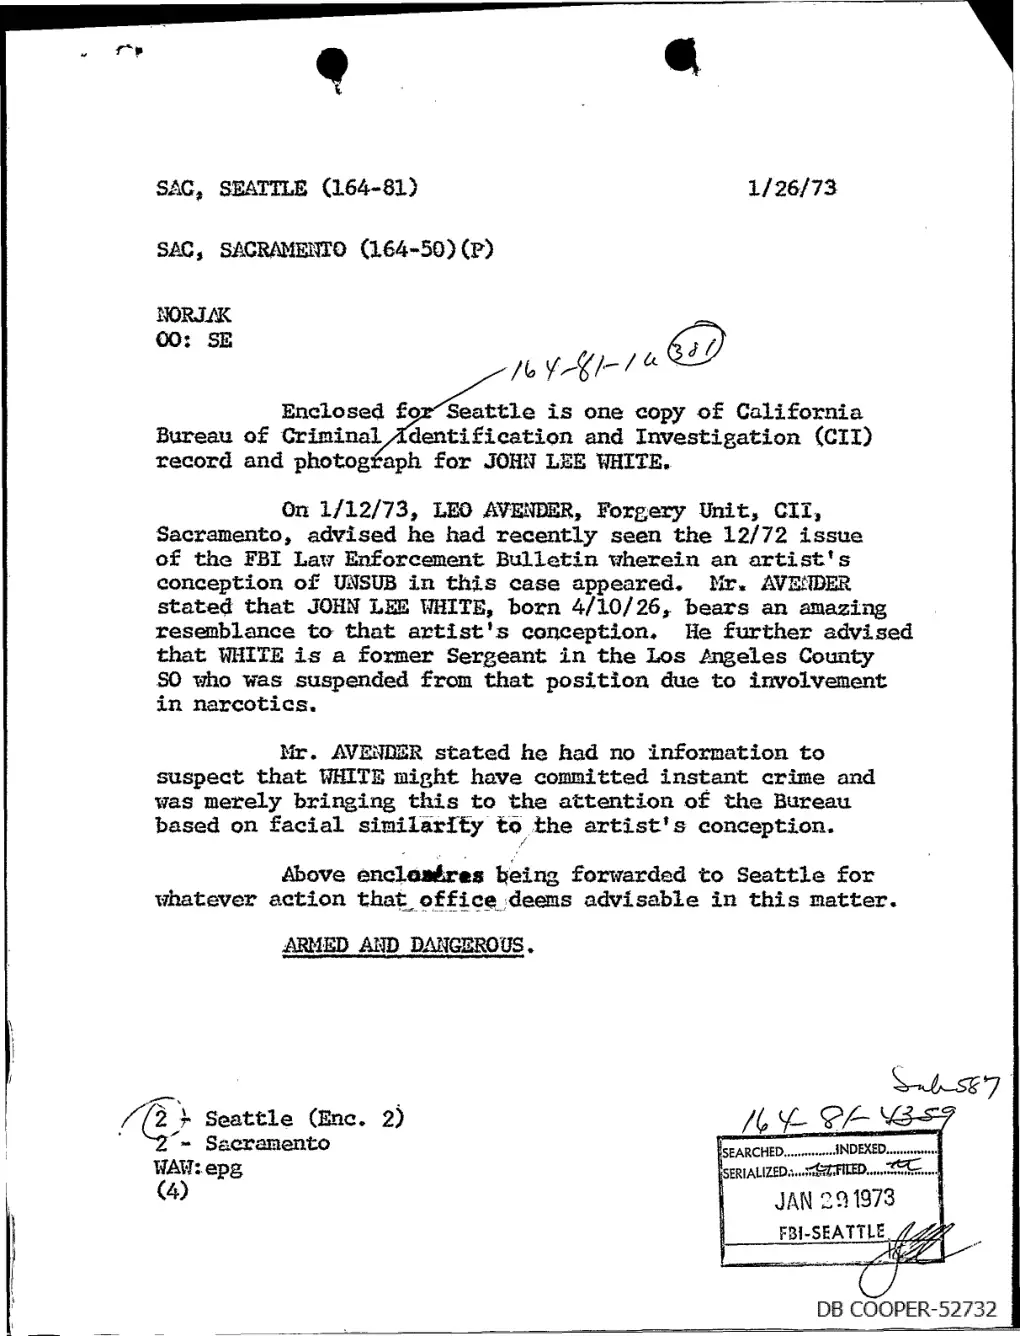 SAC, SEATTLE (164-81) 1/26/73
SAC, SACRAMENTO (164-50)(P)
NORJAK
OO: SE
164-81-1a 381
Enclosed for Seattle is one copy of California
Bureau of Criminal Identification and Investigation (CII)
record and photograph for JOHN LEE WHITE.
On 1/12/73, LEO AVENDER, Forgery Unit, CII,
Sacramento, advised he had recently seen the 12/72 issue
of the FBI Law Enforcement Bulletin wherein an artist's
conception of UNSUB in this case appeared. Mr. AVENDER
stated that JOHN LEE WHITE, born 4/10/26, bears an amazing
resemblance to that artist's conception. He further advised
that WHITE is a former Sergeant in the Los Angeles County
SO who was suspended from that position due to involvement
in narcotics.
Mr. AVENDER stated he had no information to
suspect that WHITE might have committed instant crime and
was merely bringing this to the attention of the Bureau
based on facial similarity to the artist's conception.
Above enclosures being forwarded to Seattle for
whatever action that office deems advisable in this matter.
ARMED AND DANGEROUS.
Sub 587
2 - Seattle (Enc. 2)
164-81-4359
2 - Sacramento
WAW:epg
(4)
SEARCHED..............INDEXED..............
SERIALIZED FILED
JAN 29 1973
FBI-SEATTLE
DB COOPER-52732